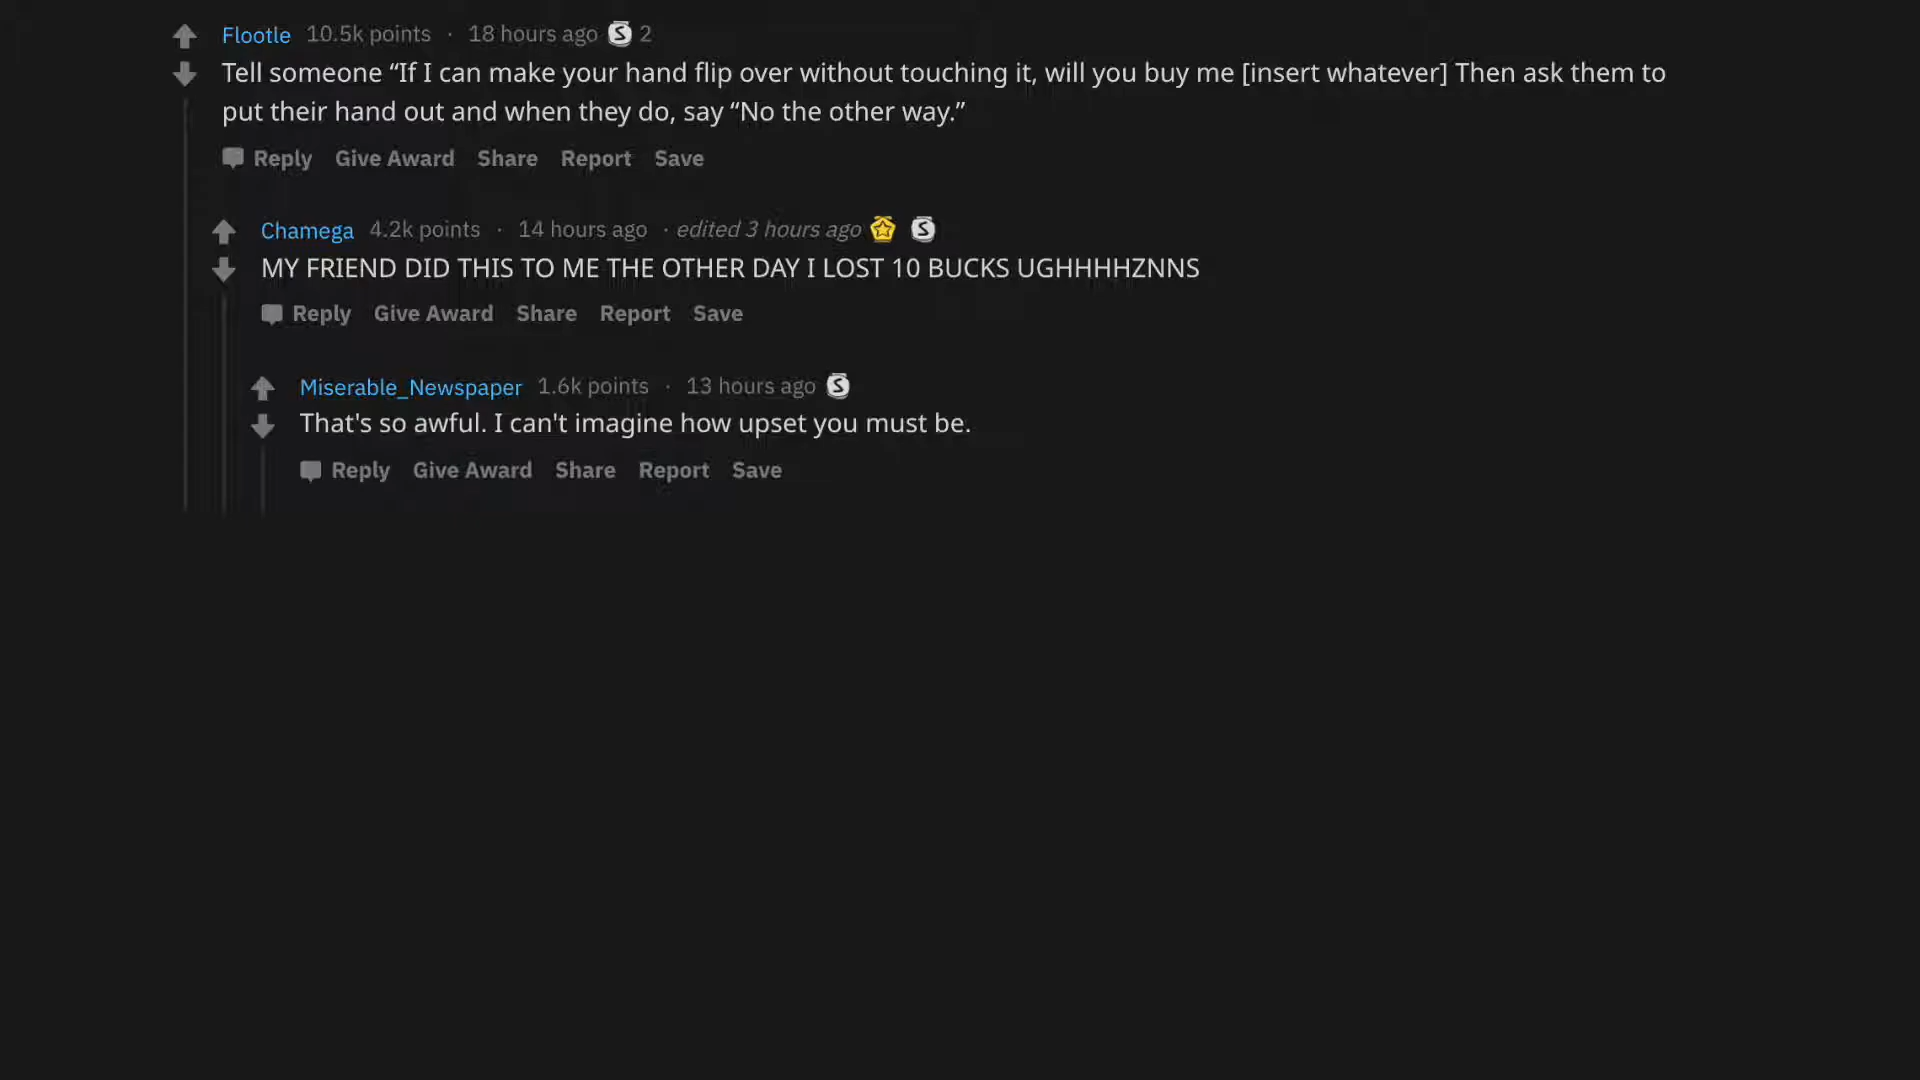 Flootle 10.5k points · 18 hours ago S 2
Tell someone “If I can make your hand flip over without touching it, will you buy me [insert whatever] Then ask them to
put their hand out and when they do, say “No the other way.”
Reply Give Award Share Report Save
Chamega 4.2k points · 14 hours ago · edited 3 hours ago S
MY FRIEND DID THIS TO ME THE OTHER DAY I LOST 10 BUCKS UGHHHHZNNS
Reply Give Award Share Report Save
Miserable_Newspaper 1.6k points · 13 hours ago S
That's so awful. I can't imagine how upset you must be.
Reply Give Award Share Report Save